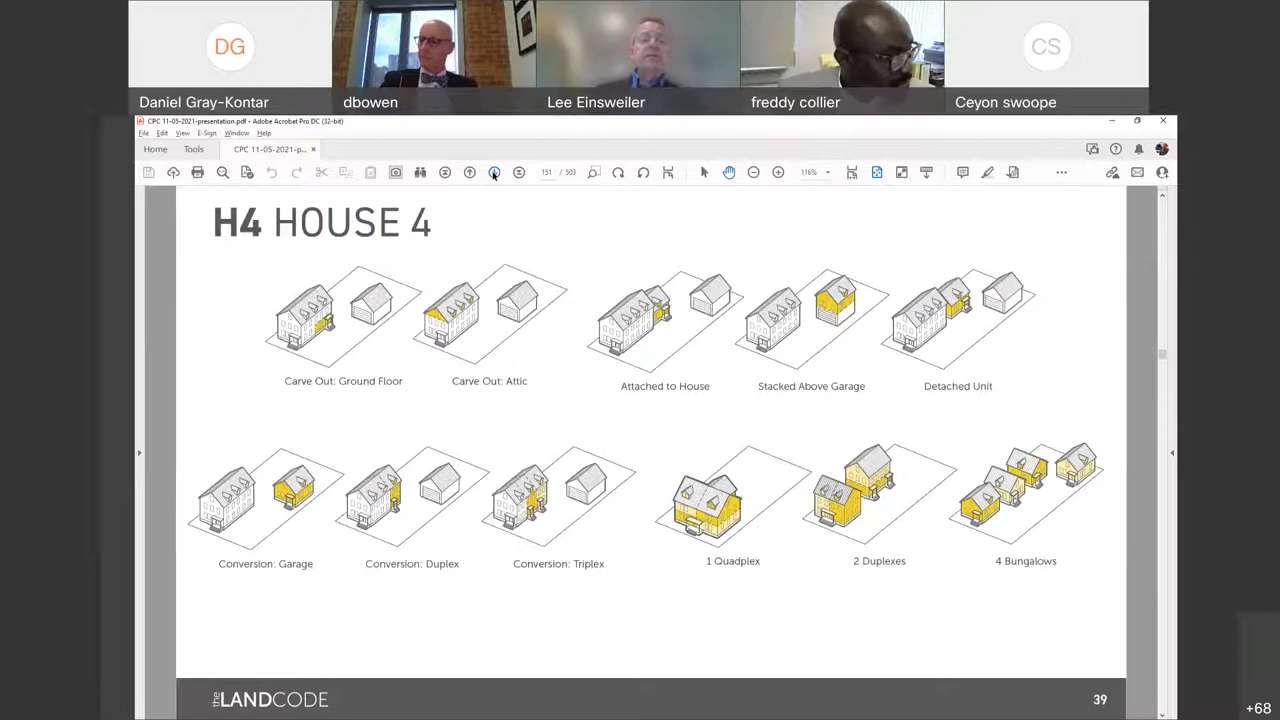 DG
CS
Daniel Gray-Kontar
dbowen
Lee Einsweiler
freddy collier
Ceyon swoope
CPC 11-05-2021-presentation.pdf - Adobe Acrobat Pro DC (32-bit)
File Edit View E-Sign Window Help
Home Tools CPC 11-05-2021-p... ×
151 / 503 116%
H4 HOUSE 4
Carve Out: Ground Floor
Carve Out: Attic
Attached to House
Stacked Above Garage
Detached Unit
Conversion: Garage
Conversion: Duplex
Conversion: Triplex
1 Quadplex
2 Duplexes
4 Bungalows
the LANDCODE
39
+68